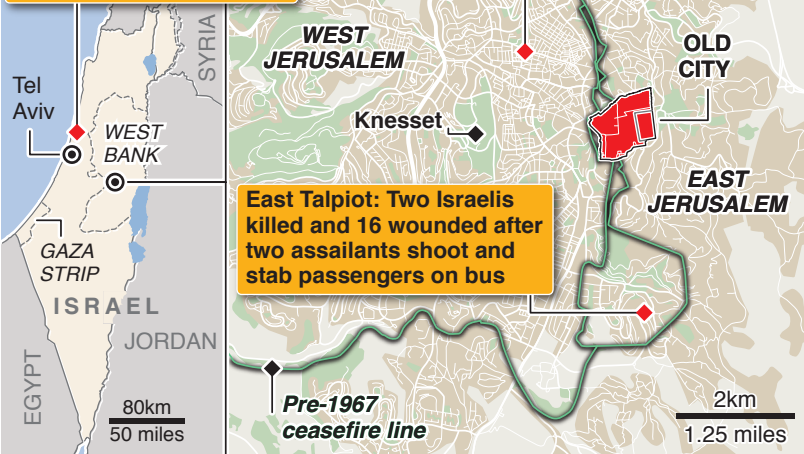 SYRIA
Tel
Aviv
WEST
BANK
GAZA
STRIP
ISRAEL
JORDAN
EGYPT
80km
50 miles
WEST
JERUSALEM
OLD
CITY
Knesset
EAST
JERUSALEM
East Talpiot: Two Israelis
killed and 16 wounded after
two assailants shoot and
stab passengers on bus
Pre-1967
ceasefire line
2km
1.25 miles